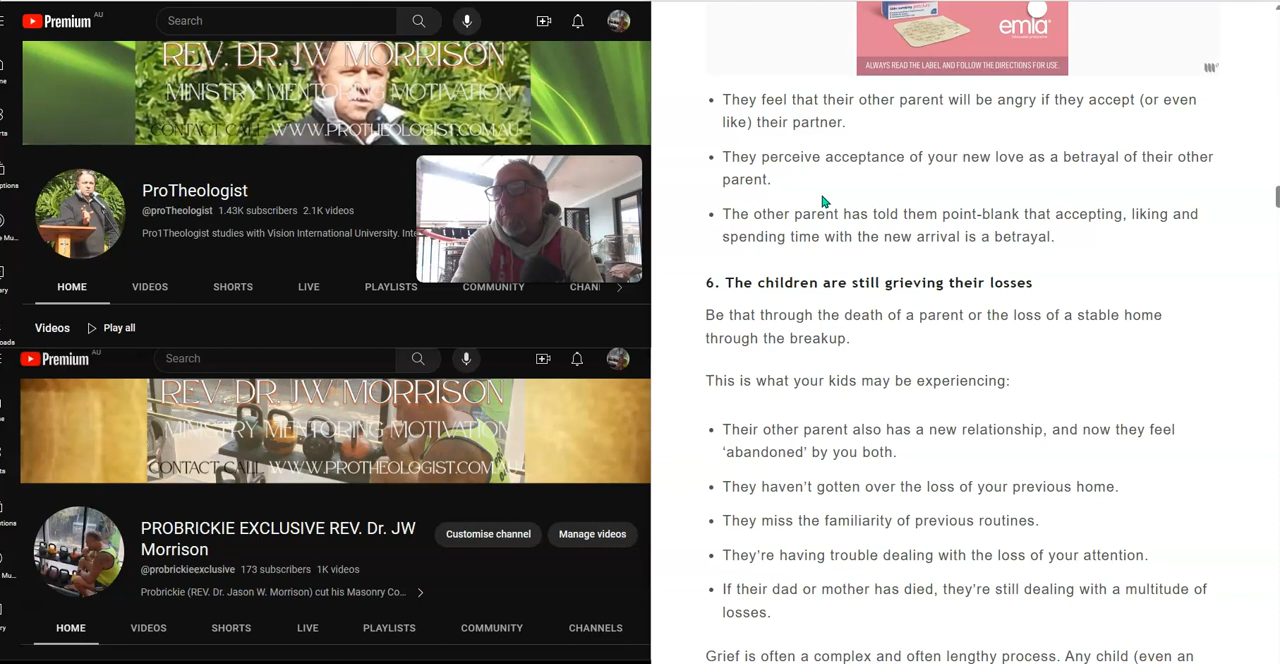 Premium AU
Search
REV. DR. JW MORRISON
MINISTRY MENTORING MOTIVATION
CONTACT CALL WWW.PROTHEOLOGIST.COM.AU
ProTheologist
@proTheologist 1.43K subscribers 2.1K videos
Pro1Theologist studies with Vision International University. Inte
HOME VIDEOS SHORTS LIVE PLAYLISTS COMMUNITY CHAN
Videos Play all
Premium AU
Search
REV. DR. JW MORRISON
MINISTRY MENTORING MOTIVATION
CONTACT CALL WWW.PROTHEOLOGIST.COM.AU
PROBRICKIE EXCLUSIVE REV. Dr. JW
Morrison
Customise channel
Manage videos
@probrickieexclusive 173 subscribers 1K videos
Probrickie (REV. Dr. Jason W. Morrison) cut his Masonry Co...
HOME VIDEOS SHORTS LIVE PLAYLISTS COMMUNITY CHANNELS
emla
ALWAYS READ THE LABEL AND FOLLOW THE DIRECTIONS FOR USE.
• They feel that their other parent will be angry if they accept (or even
like) their partner.
• They perceive acceptance of your new love as a betrayal of their other
parent.
• The other parent has told them point-blank that accepting, liking and
spending time with the new arrival is a betrayal.
6. The children are still grieving their losses
Be that through the death of a parent or the loss of a stable home
through the breakup.
This is what your kids may be experiencing:
• Their other parent also has a new relationship, and now they feel
‘abandoned’ by you both.
• They haven’t gotten over the loss of your previous home.
• They miss the familiarity of previous routines.
• They’re having trouble dealing with the loss of your attention.
• If their dad or mother has died, they’re still dealing with a multitude of
losses.
Grief is often a complex and often lengthy process. Any child (even an